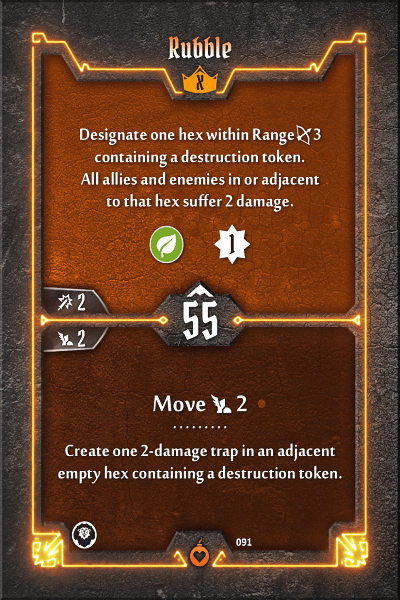 Rubble
X
Designate one hex within Range 3
containing a destruction token.
All allies and enemies in or adjacent
to that hex suffer 2 damage.
1
2
55
2
Move 2
Create one 2-damage trap in an adjacent
empty hex containing a destruction token.
091